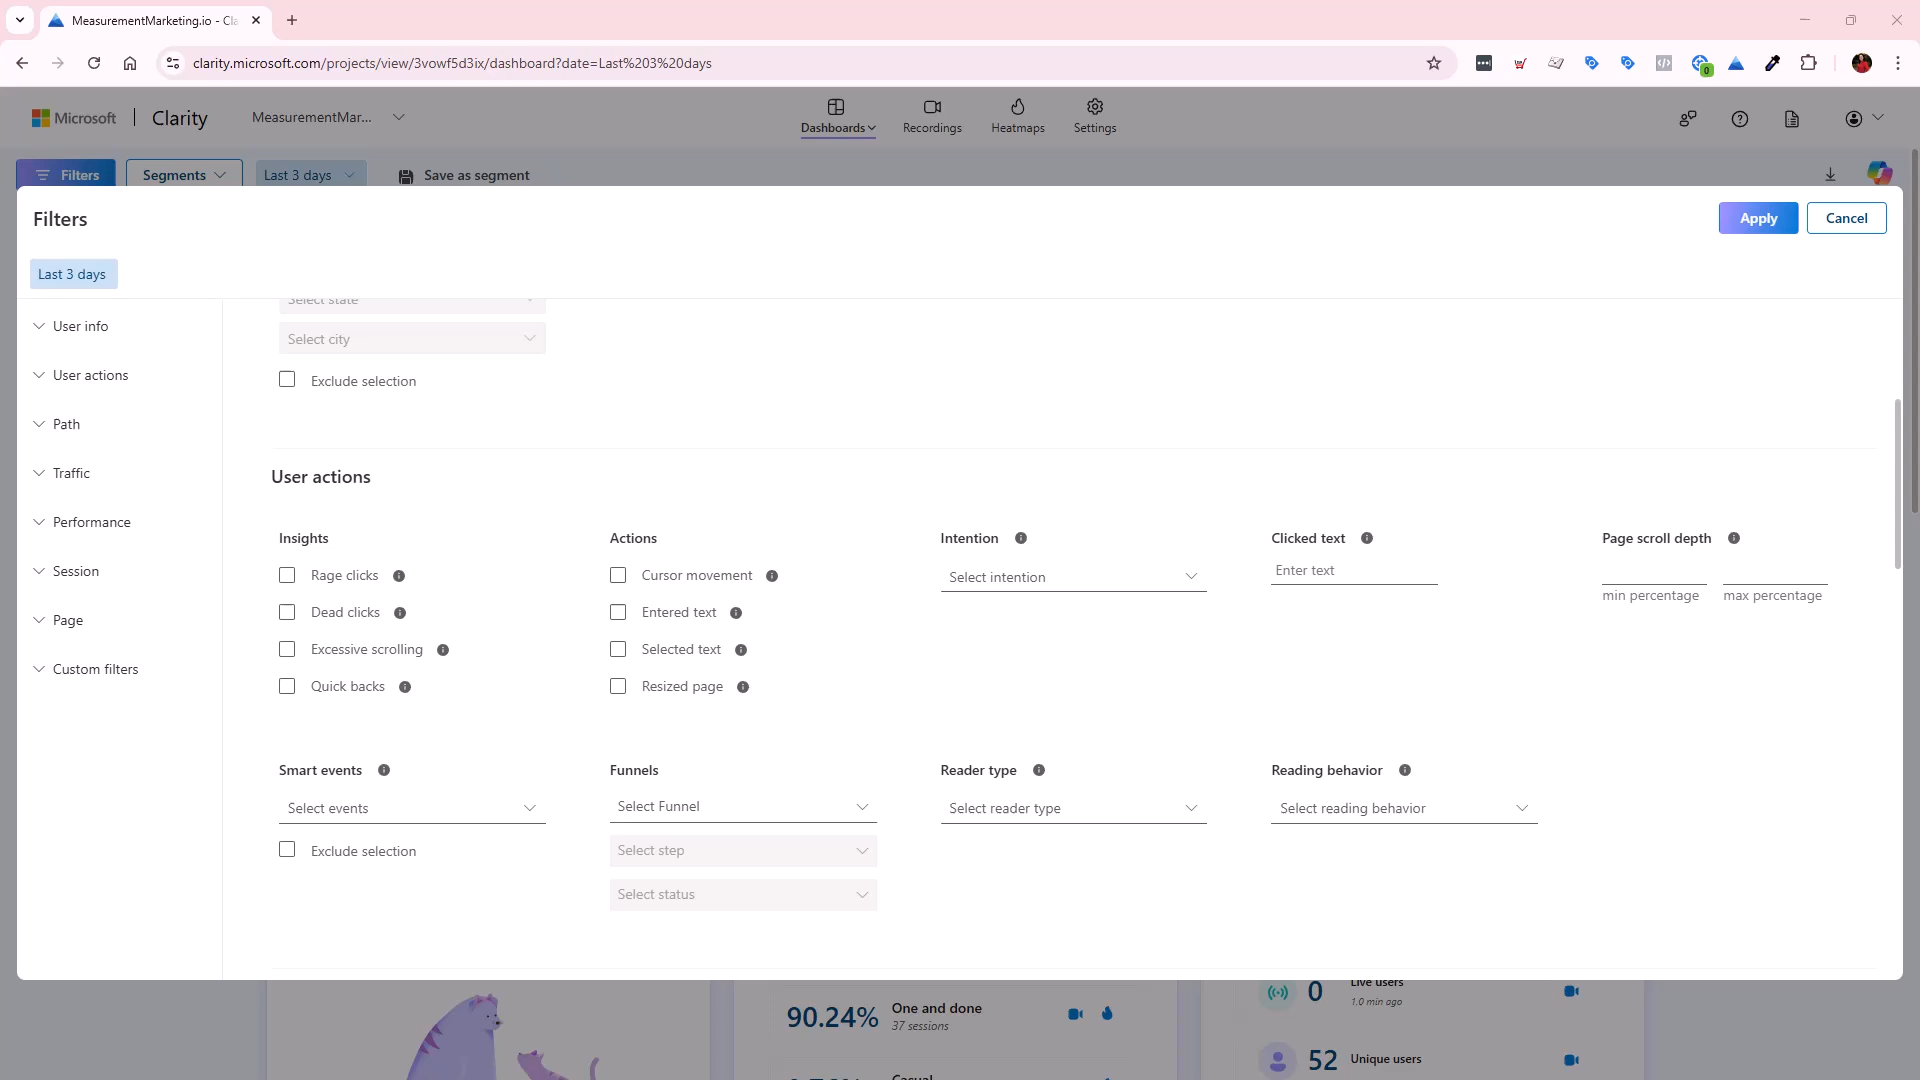 MeasurementMarketing.io - Cla
clarity.microsoft.com/projects/view/3vowf5d3ix/dashboard?date=Last%203%20days
0
Microsoft
Clarity
MeasurementMar...
Dashboards
Recordings
Heatmaps
Settings
Filters
Segments
Last 3 days
Save as segment
Filters
Apply
Cancel
Last 3 days
User info
User actions
Path
Traffic
Performance
Session
Page
Custom filters
Select state
Select city
Exclude selection
User actions
Insights
Rage clicks
Dead clicks
Excessive scrolling
Quick backs
Actions
Cursor movement
Entered text
Selected text
Resized page
Intention
Select intention
Clicked text
Enter text
Page scroll depth
min percentage
max percentage
Smart events
Select events
Exclude selection
Funnels
Select Funnel
Select step
Select status
Reader type
Select reader type
Reading behavior
Select reading behavior
90.24%
One and done
37 sessions
Casual
0
Live users
1.0 min ago
52
Unique users